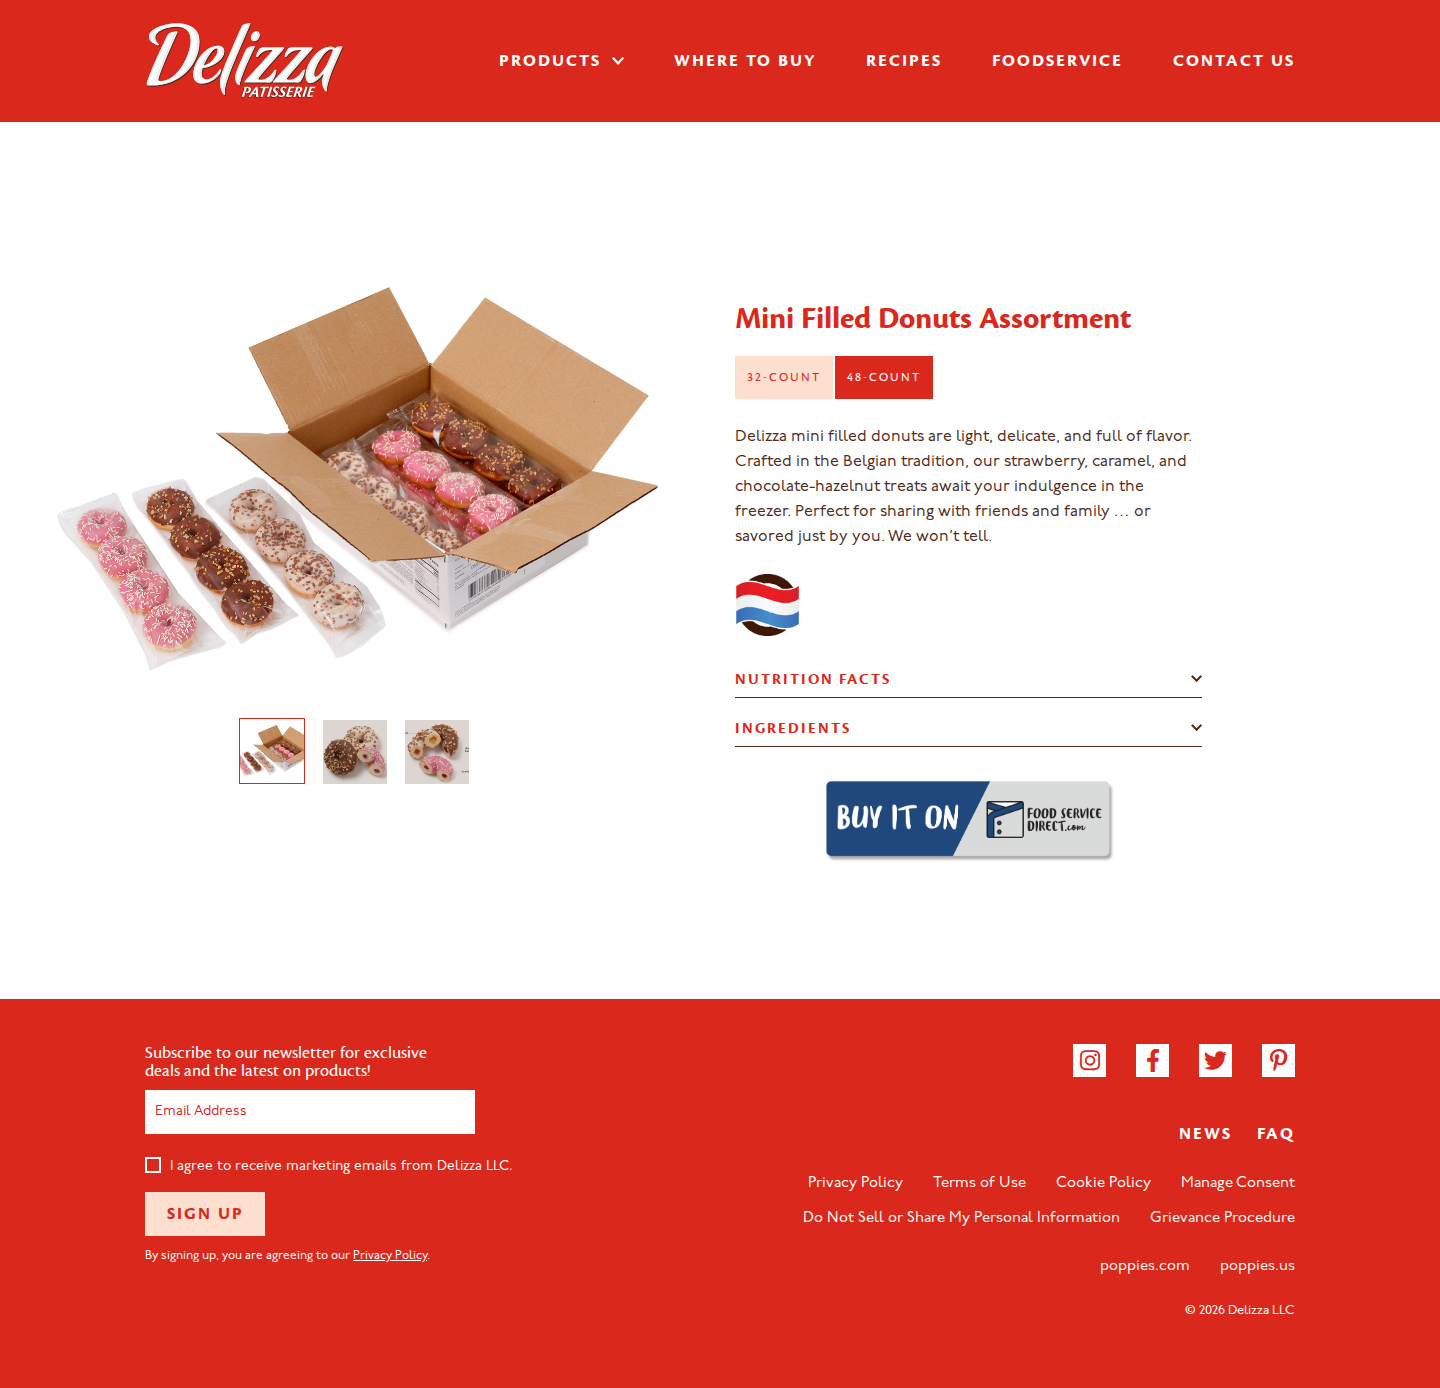 Delizza
PATISSERIE
PRODUCTS
WHERE TO BUY
RECIPES
FOODSERVICE
CONTACT US
Mini Filled Donuts Assortment
32-COUNT
48-COUNT
Delizza mini filled donuts are light, delicate, and full of flavor.
Crafted in the Belgian tradition, our strawberry, caramel, and
chocolate-hazelnut treats await your indulgence in the
freezer. Perfect for sharing with friends and family … or
savored just by you. We won’t tell.
NUTRITION FACTS
INGREDIENTS
BUY IT ON
FOOD SERVICE
DIRECT.com
Subscribe to our newsletter for exclusive
deals and the latest on products!
Email Address
I agree to receive marketing emails from Delizza LLC.
SIGN UP
By signing up, you are agreeing to our Privacy Policy.
NEWS
FAQ
Privacy Policy
Terms of Use
Cookie Policy
Manage Consent
Do Not Sell or Share My Personal Information
Grievance Procedure
poppies.com
poppies.us
© 2026 Delizza LLC